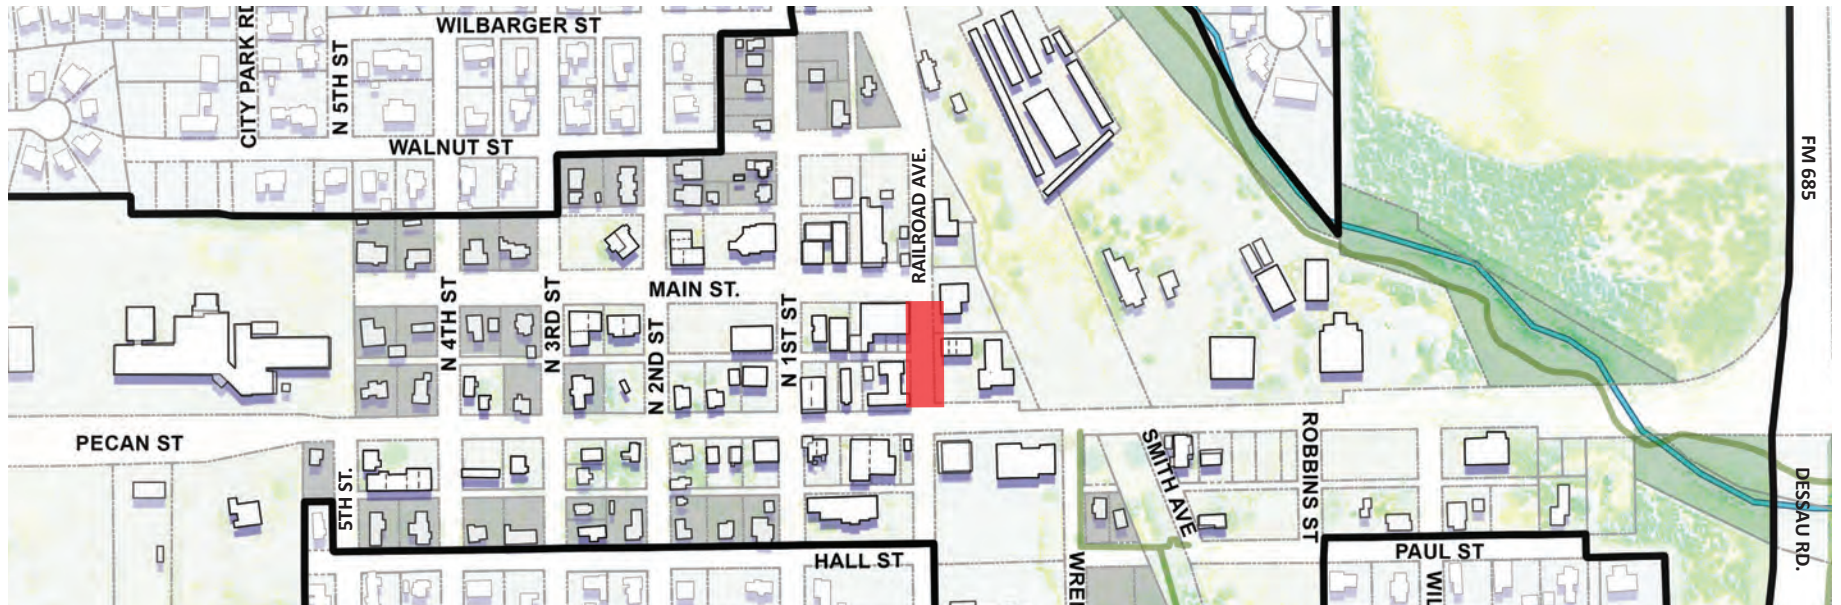 WILBARGER ST
CITY PARK RD
N 5TH ST
WALNUT ST
RAILROAD AVE.
FM 685
MAIN ST.
N 4TH ST
N 3RD ST
N 2ND ST
N 1ST ST
PECAN ST
5TH ST.
SMITH AVE
ROBBINS ST
DESSAU RD.
HALL ST
PAUL ST